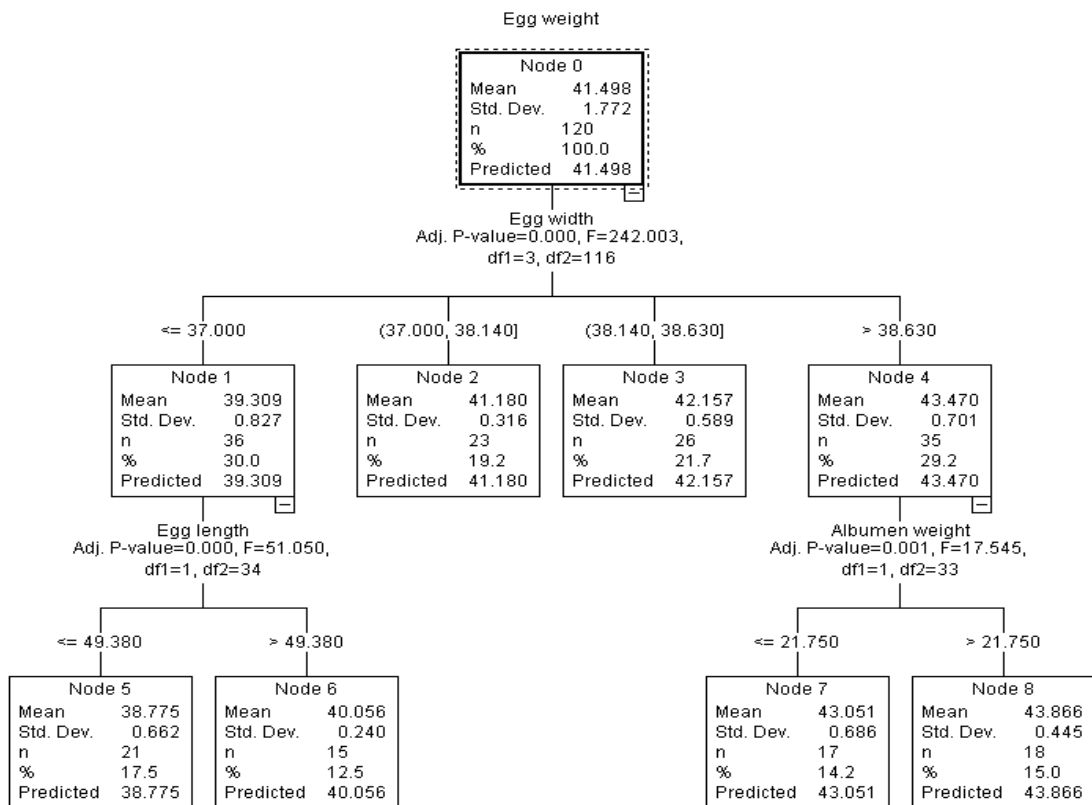 Egg weight
Node 0
Mean 41.498
Std. Dev. 1.772
n 120
% 100.0
Predicted 41.498
Egg width
Adj. P-value=0.000, F=242.003,
df1=3, df2=116
<= 37.000
(37.000, 38.140]
(38.140, 38.630]
> 38.630
Node 1
Mean 39.309
Std. Dev. 0.827
n 36
% 30.0
Predicted 39.309
Node 2
Mean 41.180
Std. Dev. 0.316
n 23
% 19.2
Predicted 41.180
Node 3
Mean 42.157
Std. Dev. 0.589
n 26
% 21.7
Predicted 42.157
Node 4
Mean 43.470
Std. Dev. 0.701
n 35
% 29.2
Predicted 43.470
Egg length
Adj. P-value=0.000, F=51.050,
df1=1, df2=34
Albumen weight
Adj. P-value=0.001, F=17.545,
df1=1, df2=33
<= 49.380
> 49.380
<= 21.750
> 21.750
Node 5
Mean 38.775
Std. Dev. 0.662
n 21
% 17.5
Predicted 38.775
Node 6
Mean 40.056
Std. Dev. 0.240
n 15
% 12.5
Predicted 40.056
Node 7
Mean 43.051
Std. Dev. 0.686
n 17
% 14.2
Predicted 43.051
Node 8
Mean 43.866
Std. Dev. 0.445
n 18
% 15.0
Predicted 43.866